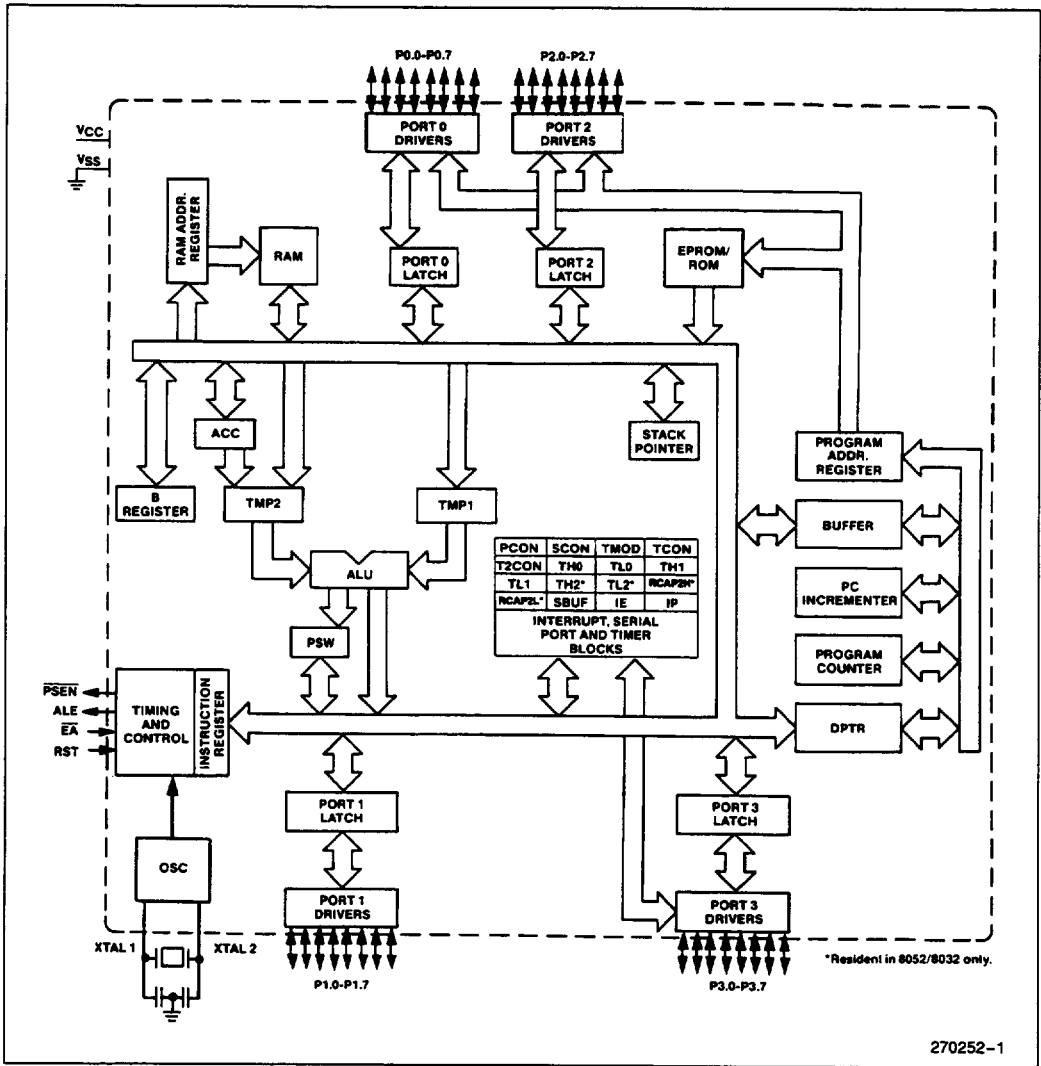 P0.0-P0.7
P2.0-P2.7
VCC
VSS
PORT 0
DRIVERS
PORT 2
DRIVERS
RAM ADDR.
REGISTER
RAM
PORT 0
LATCH
PORT 2
LATCH
EPROM/
ROM
ACC
STACK
POINTER
PROGRAM
ADDR.
REGISTER
B
REGISTER
TMP2
TMP1
BUFFER
ALU
PCON SCON TMOD TCON
T2CON TH0 TL0 TH1
TL1 TH2* TL2* RCAP2H*
RCAP2L* SBUF IE IP
INTERRUPT, SERIAL
PORT AND TIMER
BLOCKS
PC
INCREMENTER
PSW
PROGRAM
COUNTER
PSEN
ALE
EA
RST
TIMING
AND
CONTROL
INSTRUCTION
REGISTER
DPTR
PORT 1
LATCH
PORT 3
LATCH
OSC
PORT 1
DRIVERS
PORT 3
DRIVERS
XTAL 1
XTAL 2
*Resident in 8052/8032 only.
P1.0-P1.7
P3.0-P3.7
270252-1